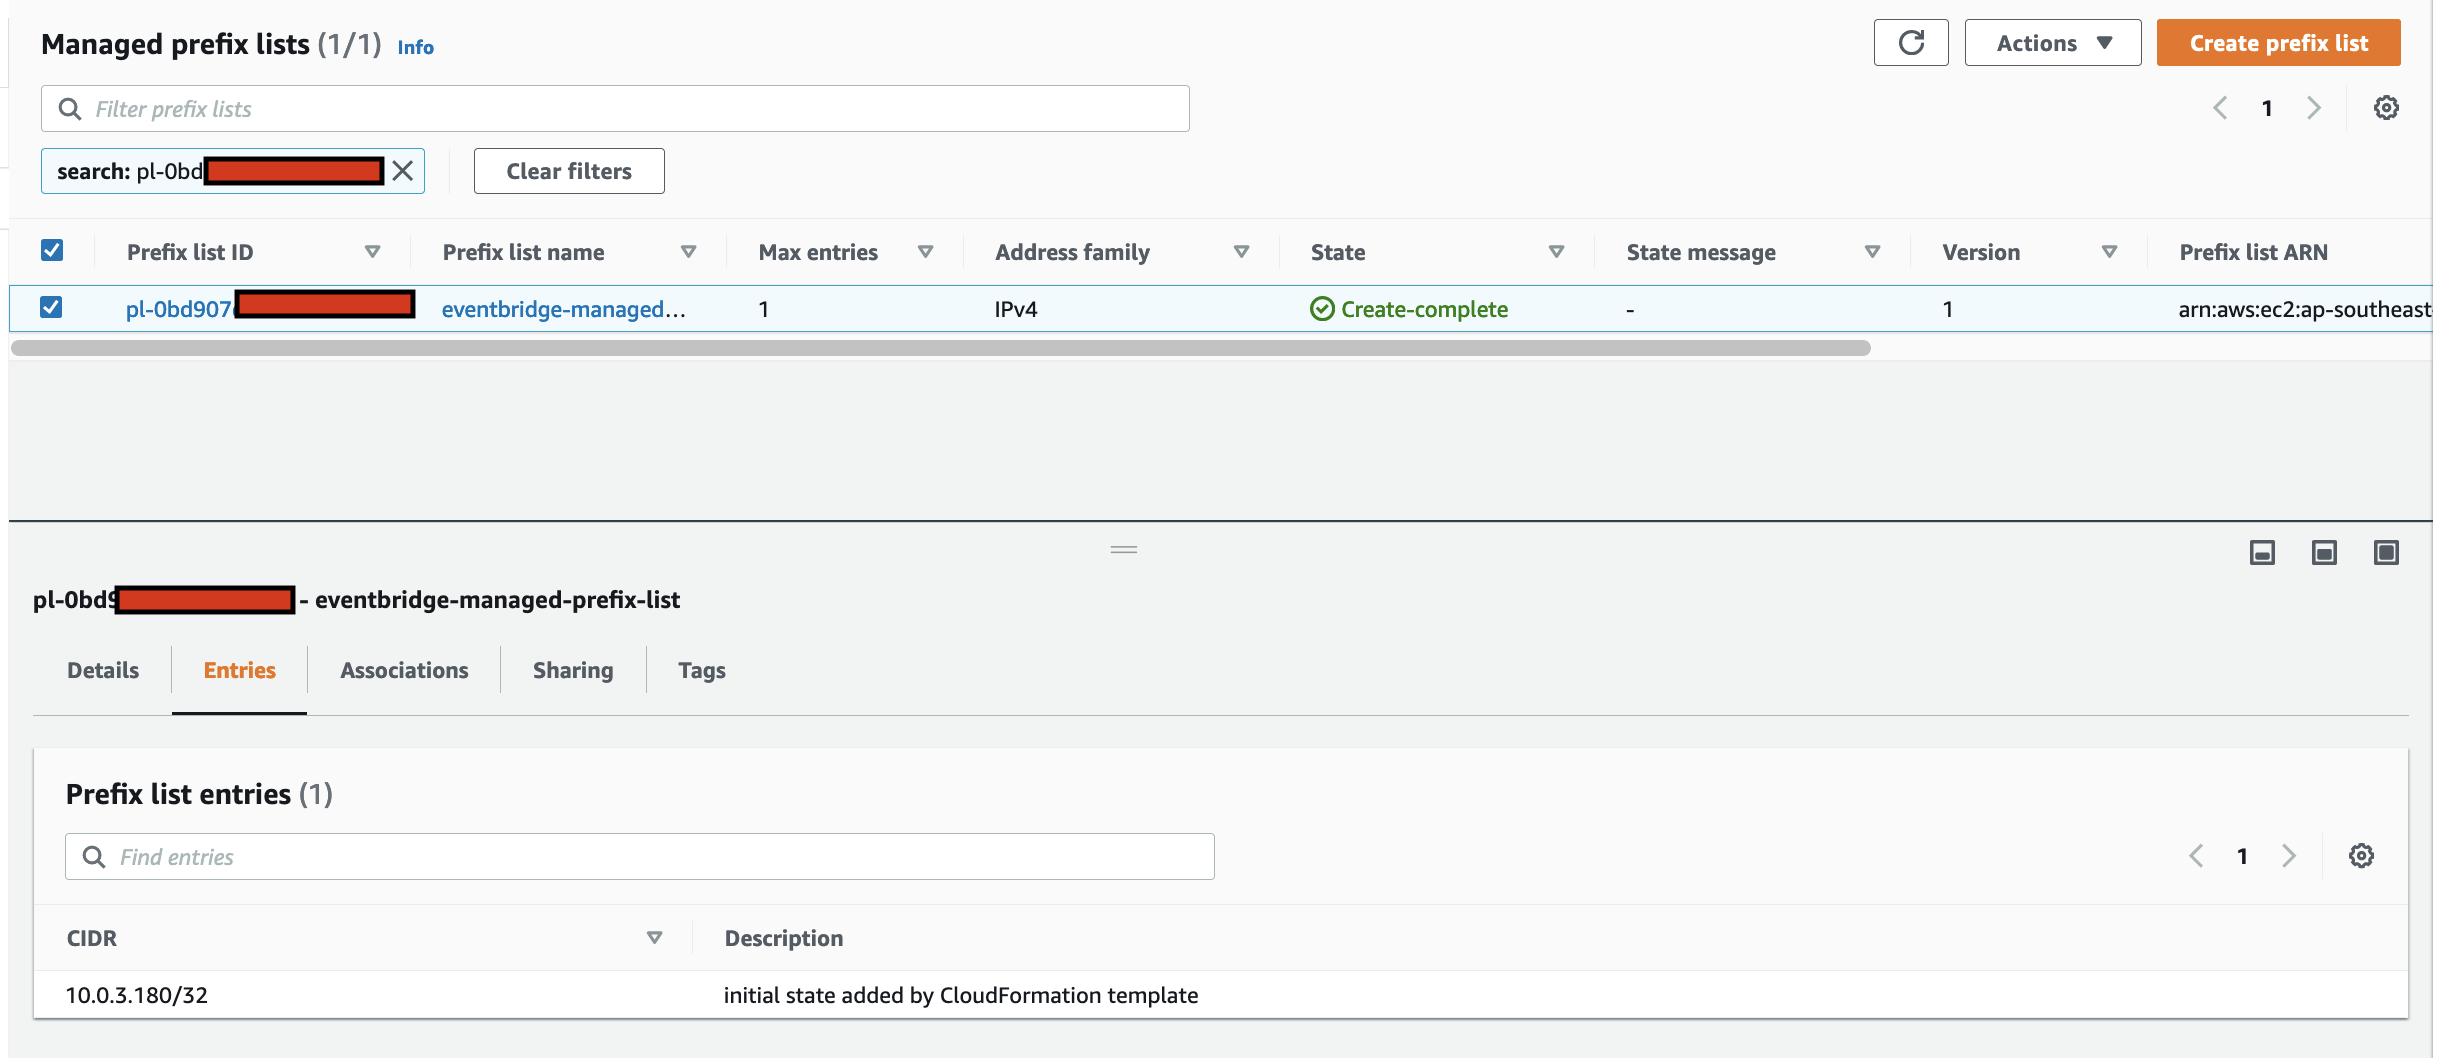 Managed prefix lists (1/1) Info
Actions Create prefix list
Filter prefix lists
1
search: pl-0bd
Clear filters
Prefix list ID Prefix list name Max entries Address family State State message Version Prefix list ARN
pl-0bd907 eventbridge-managed... 1 IPv4 Create-complete - 1 arn:aws:ec2:ap-southeast-
pl-0bd9 - eventbridge-managed-prefix-list
Details Entries Associations Sharing Tags
Prefix list entries (1)
Find entries
1
CIDR Description
10.0.3.180/32 initial state added by CloudFormation template